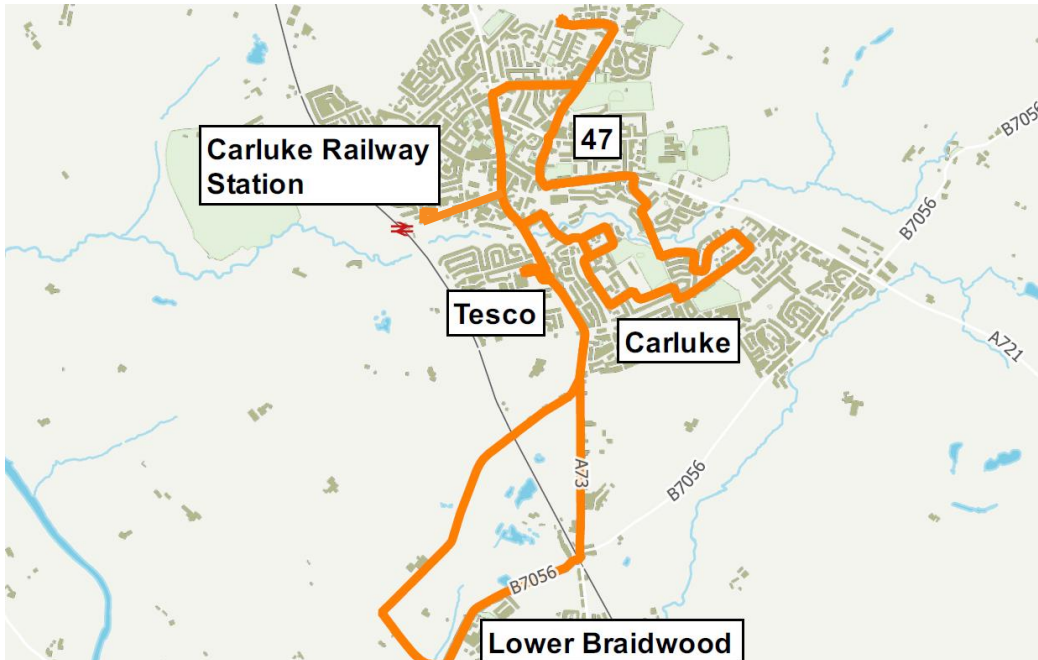 B7056
47
Carluke Railway
Station
B7056
Tesco
Carluke
A721
A73
B7056
B7056
Lower Braidwood